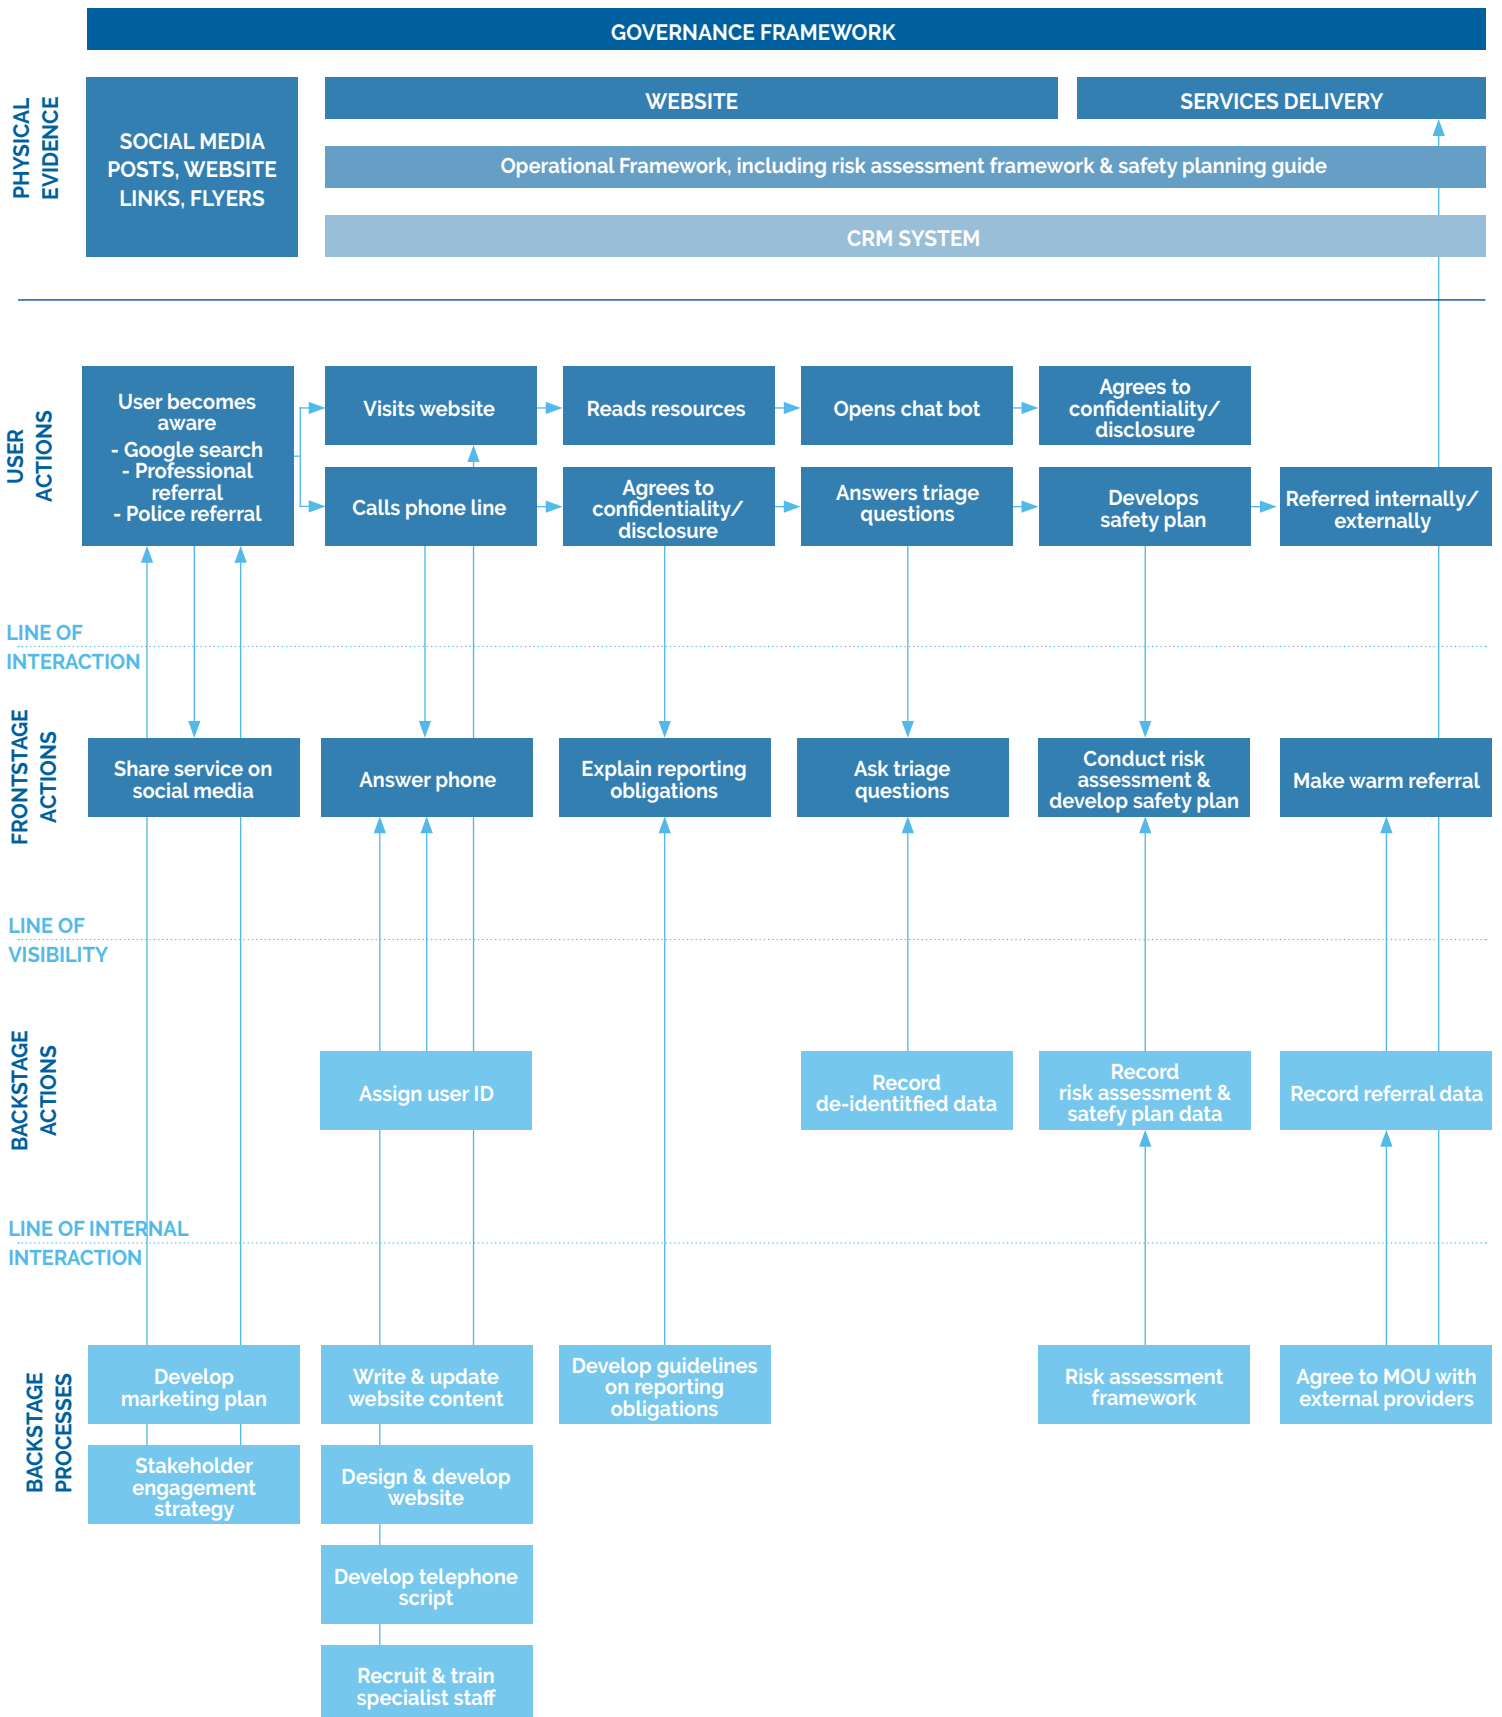 GOVERNANCE FRAMEWORK
PHYSICAL
EVIDENCE
SOCIAL MEDIA
POSTS, WEBSITE
LINKS, FLYERS
WEBSITE
SERVICES DELIVERY
Operational Framework, including risk assessment framework & safety planning guide
CRM SYSTEM
USER
ACTIONS
User becomes
aware
- Google search
- Professional
referral
- Police referral
Visits website
Reads resources
Opens chat bot
Agrees to
confidentiality/
disclosure
Calls phone line
Agrees to
confidentiality/
disclosure
Answers triage
questions
Develops
safety plan
Referred internally/
externally
LINE OF
INTERACTION
FRONTSTAGE
ACTIONS
Share service on
social media
Answer phone
Explain reporting
obligations
Ask triage
questions
Conduct risk
assessment &
develop safety plan
Make warm referral
LINE OF
VISIBILITY
BACKSTAGE
ACTIONS
Assign user ID
Record
de-identitfied data
Record
risk assessment &
satefy plan data
Record referral data
LINE OF INTERNAL
INTERACTION
BACKSTAGE
PROCESSES
Develop
marketing plan
Write & update
website content
Develop guidelines
on reporting
obligations
Risk assessment
framework
Agree to MOU with
external providers
Stakeholder
engagement
strategy
Design & develop
website
Develop telephone
script
Recruit & train
specialist staff